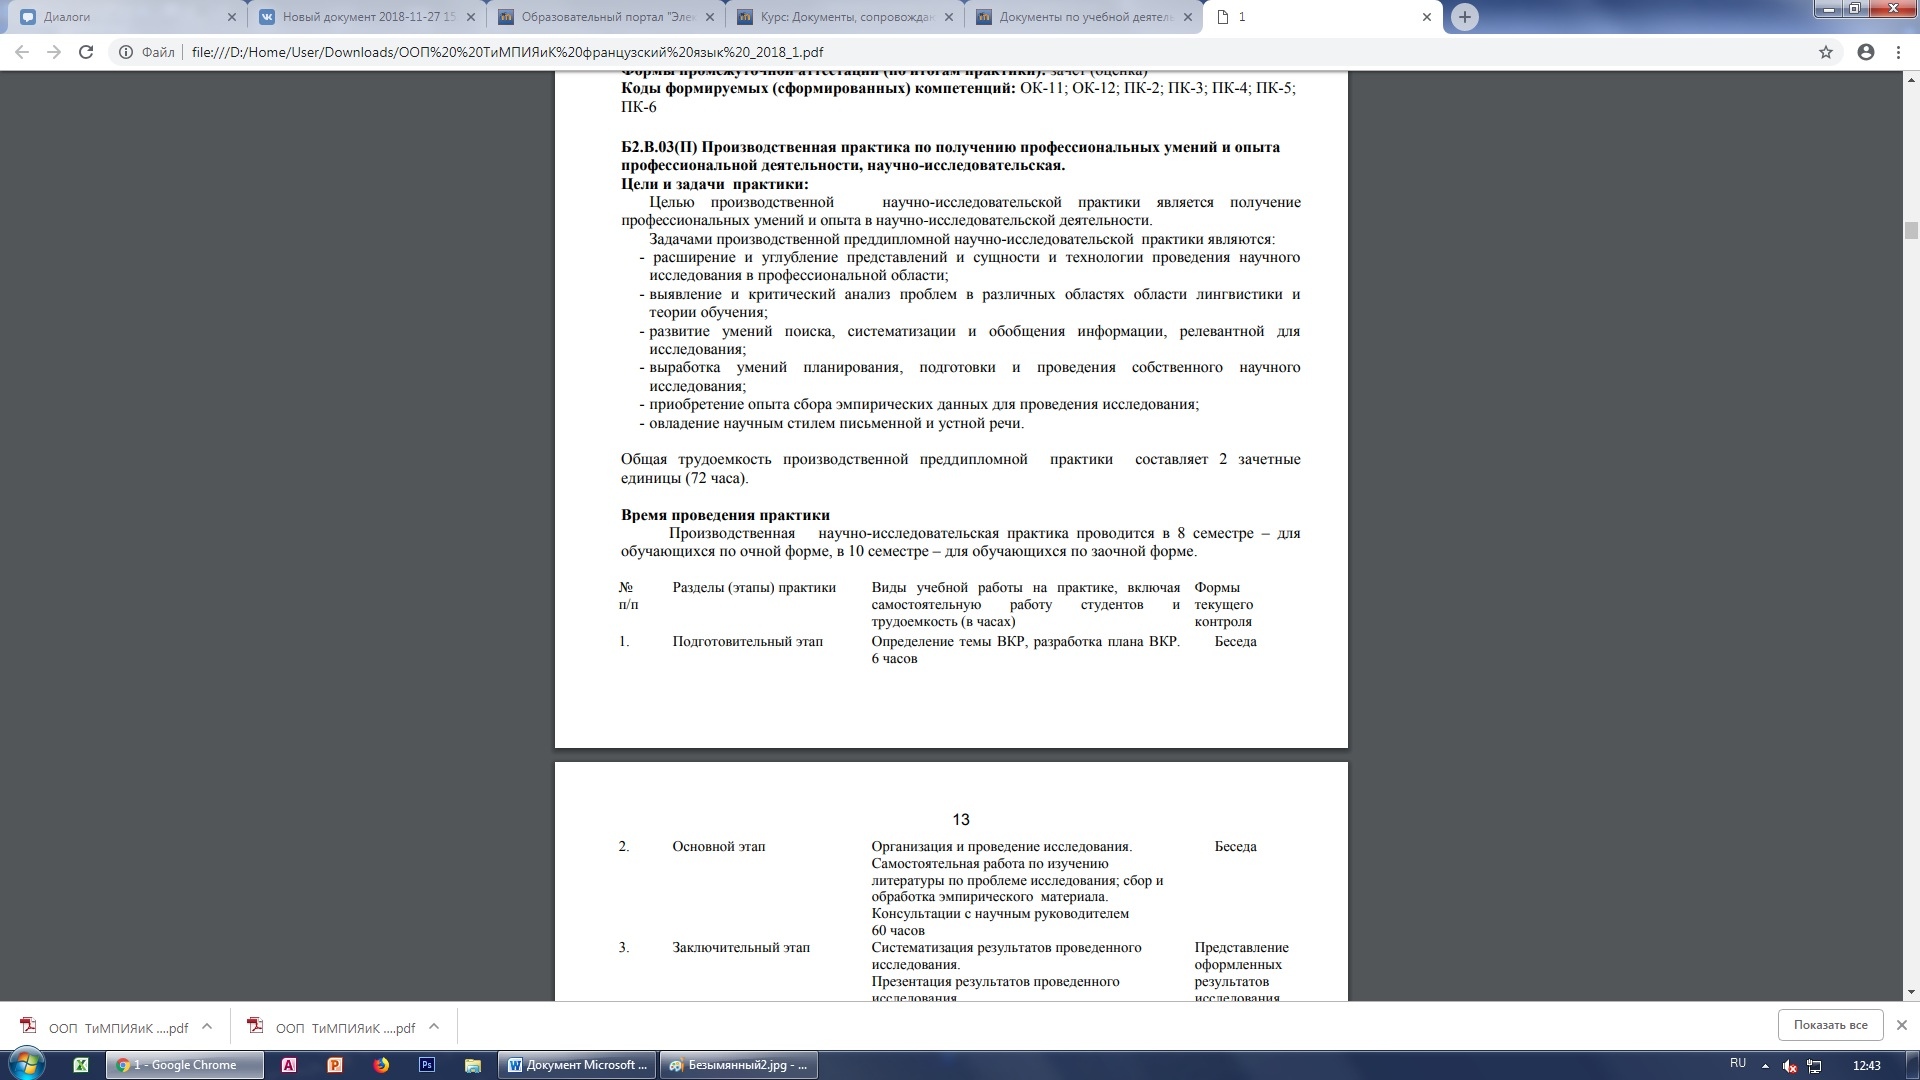 Диалоги
Новый документ 2018-11-27 15
Образовательный портал "Элек
Курс: Документы, сопровождаю
Документы по учебной деятель
1
Файл
file:///D:/Home/User/Downloads/ООП%20%20ТиМПИЯиК%20французский%20язык%20_2018_1.pdf
Формы промежуточной аттестации (по итогам практики): зачет (оценка)
Коды формируемых (сформированных) компетенций: ОК-11; ОК-12; ПК-2; ПК-3; ПК-4; ПК-5;
ПК-6
Б2.В.03(П) Производственная практика по получению профессиональных умений и опыта
профессиональной деятельности, научно-исследовательская.
Цели и задачи практики:
Целью производственной научно-исследовательской практики является получение
профессиональных умений и опыта в научно-исследовательской деятельности.
Задачами производственной преддипломной научно-исследовательской практики являются:
- расширение и углубление представлений и сущности и технологии проведения научного
исследования в профессиональной области;
- выявление и критический анализ проблем в различных областях области лингвистики и
теории обучения;
- развитие умений поиска, систематизации и обобщения информации, релевантной для
исследования;
- выработка умений планирования, подготовки и проведения собственного научного
исследования;
- приобретение опыта сбора эмпирических данных для проведения исследования;
- овладение научным стилем письменной и устной речи.
Общая трудоемкость производственной преддипломной практики составляет 2 зачетные
единицы (72 часа).
Время проведения практики
Производственная научно-исследовательская практика проводится в 8 семестре – для
обучающихся по очной форме, в 10 семестре – для обучающихся по заочной форме.
№ Разделы (этапы) практики Виды учебной работы на практике, включая Формы
п/п самостоятельную работу студентов и текущего
трудоемкость (в часах) контроля
1. Подготовительный этап Определение темы ВКР, разработка плана ВКР. Беседа
6 часов
13
2. Основной этап Организация и проведение исследования. Беседа
Самостоятельная работа по изучению
литературы по проблеме исследования; сбор и
обработка эмпирического материала.
Консультации с научным руководителем
60 часов
3. Заключительный этап Систематизация результатов проведенного Представление
исследования. оформленных
Презентация результатов проведенного результатов
исследования исследования
ООП ТиМПИЯиК ....pdf
ООП ТиМПИЯиК ....pdf
Показать все
1 - Google Chrome
Документ Microsoft ...
Безымянный2.jpg - ...
RU
12:43